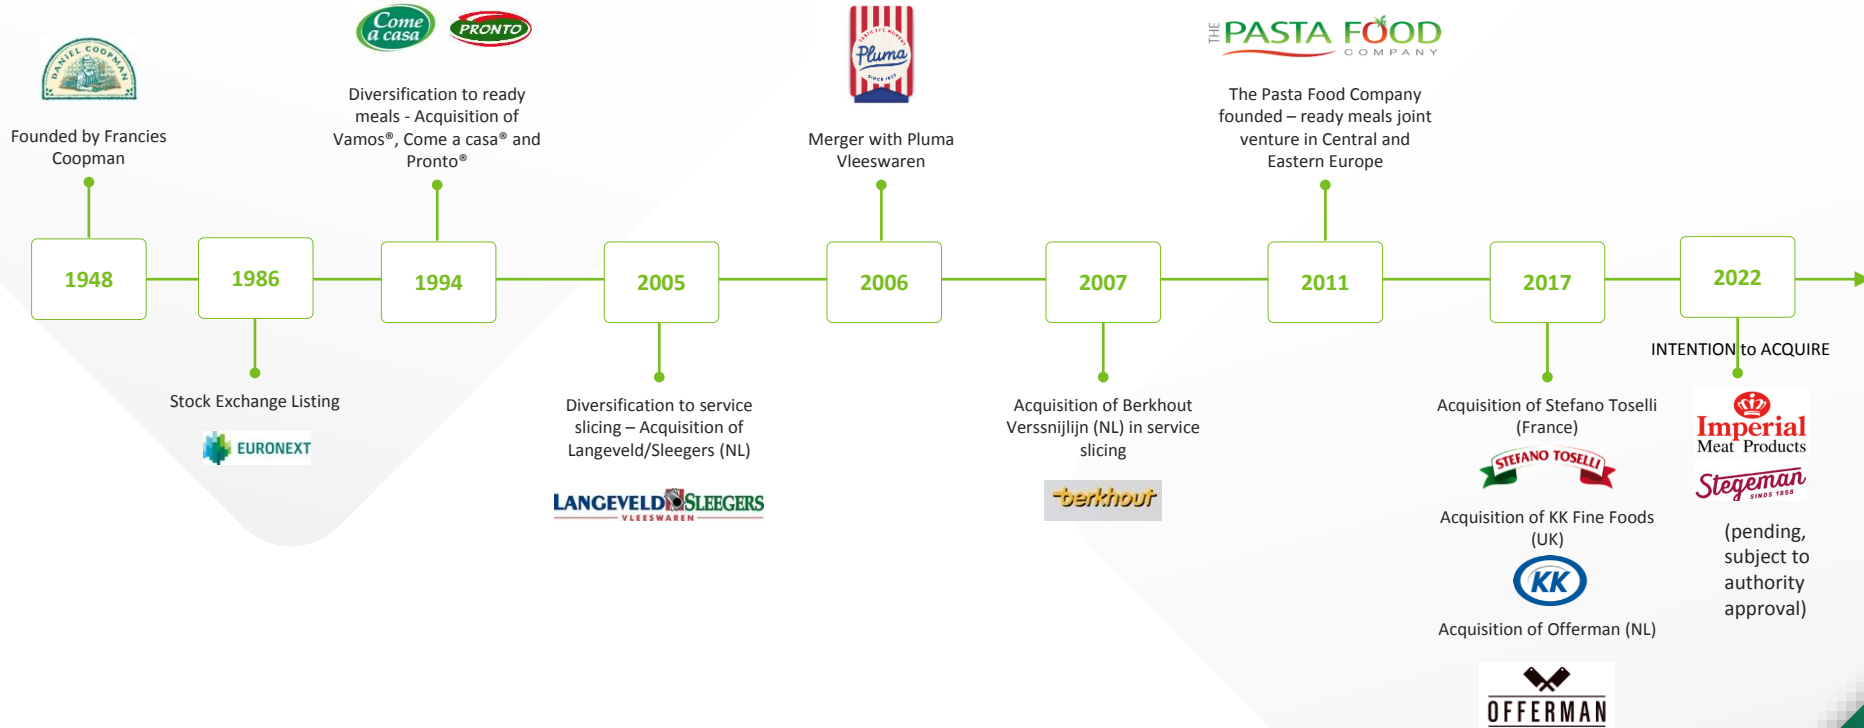 DANIEL COOPMAN
Founded by Francies
Coopman
1948
1986
Stock Exchange Listing
EURONEXT
Come
a casa
PRONTO
Diversification to ready
meals - Acquisition of
Vamos®, Come a casa® and
Pronto®
1994
2005
Diversification to service
slicing – Acquisition of
Langeveld/Sleegers (NL)
LANGEVELD SLEEGERS
VLEESWAREN
Pluma
Merger with Pluma
Vleeswaren
2006
2007
Acquisition of Berkhout
Verssnijlijn (NL) in service
slicing
berkhout
THE PASTA FOOD
COMPANY
The Pasta Food Company
founded – ready meals joint
venture in Central and
Eastern Europe
2011
2017
Acquisition of Stefano Toselli
(France)
STEFANO TOSELLI
Acquisition of KK Fine Foods
(UK)
KK
Acquisition of Offerman (NL)
OFFERMAN
2022
INTENTION to ACQUIRE
Imperial
Meat Products
Stegeman
SINDS 1858
(pending,
subject to
authority
approval)